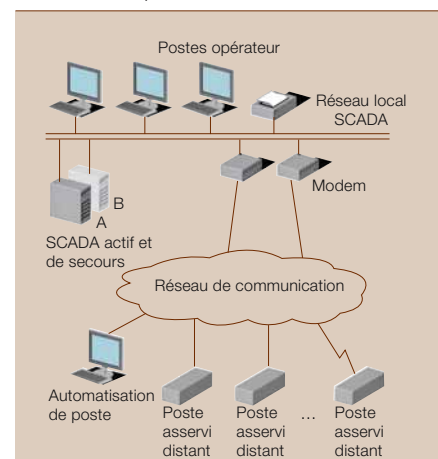 Postes opérateur
Réseau local
SCADA
Modem
B
A
SCADA actif et
de secours
Réseau de communication
Automatisation
de poste
Poste
asservi
distant
Poste
asservi
distant
...
Poste
asservi
distant